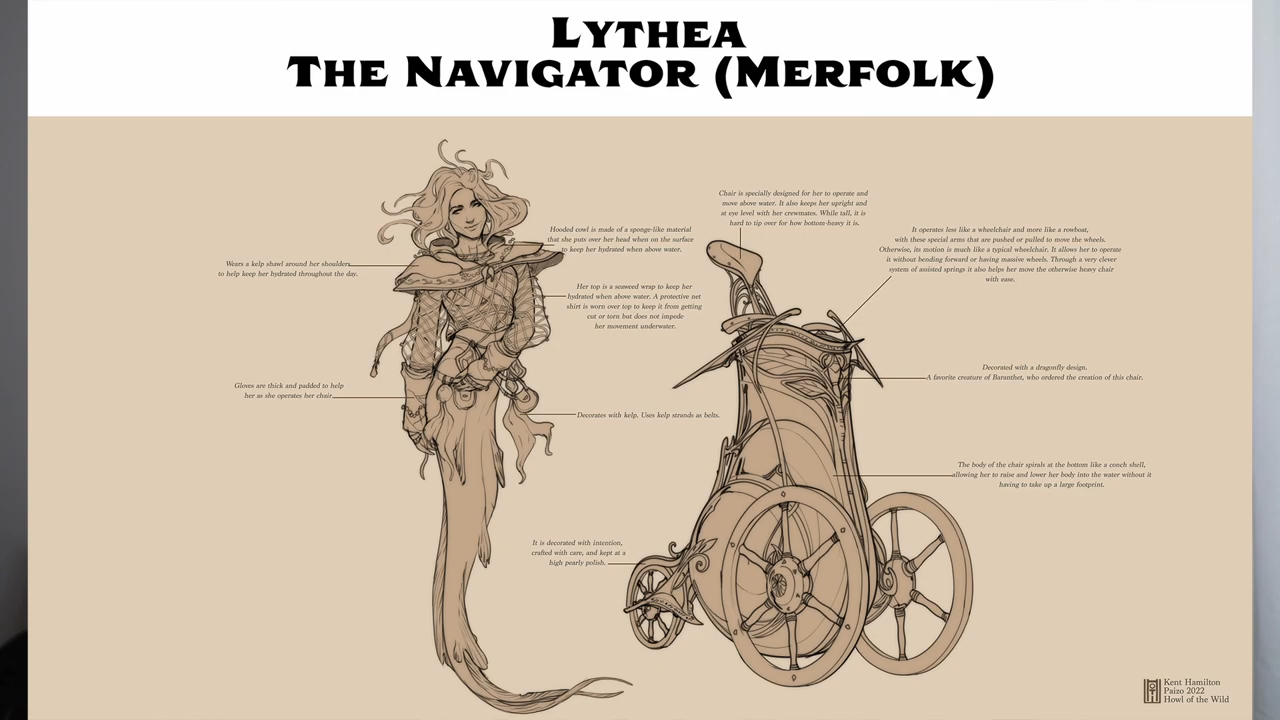 LYTHEA
THE NAVIGATOR (MERFOLK)
Wears a kelp shawl around her shoulders
to help keep her hydrated throughout the day.
Gloves are thick and padded to help
her as she operates her chair.
Hooded cowl is made of a sponge-like material
that she puts over her head when on the surface
to keep her hydrated when above water.
Her top is a seaweed wrap to keep her
hydrated when above water. A protective net
shirt is worn over top to keep it from getting
cut or torn but does not impede
her movement underwater.
Decorates with kelp. Uses kelp strands as belts.
It is decorated with intention,
crafted with care, and kept at a
high pearly polish.
Chair is specially designed for her to operate and
move above water. It also keeps her upright and
at eye level with her crewmates. While tall, it is
hard to tip over for how bottom-heavy it is.
It operates less like a wheelchair and more like a rowboat,
with these special arms that are pushed or pulled to move the wheels.
Otherwise, its motion is much like a typical wheelchair. It allows her to operate
it without bending forward or having massive wheels. Through a very clever
system of assisted springs it also helps her move the otherwise heavy chair
with ease.
Decorated with a dragonfly design.
A favorite creature of Baranthet, who ordered the creation of this chair.
The body of the chair spirals at the bottom like a conch shell,
allowing her to raise and lower her body into the water without it
having to take up a large footprint.
Kent Hamilton
Paizo 2022
Howl of the Wild